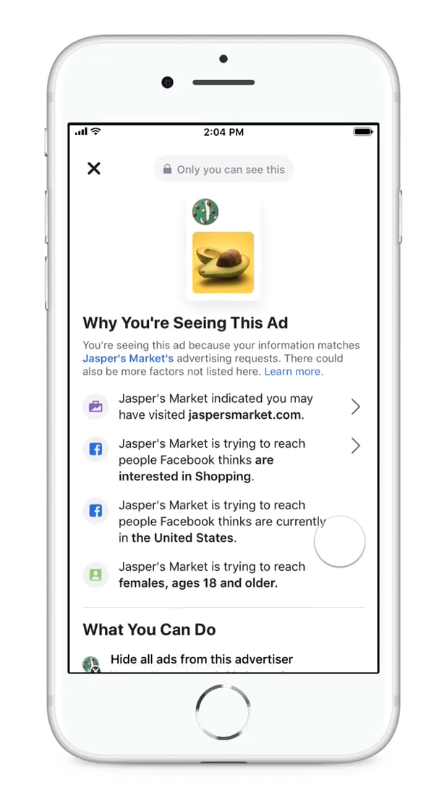 2:04 PM
Only you can see this
Why You're Seeing This Ad
You're seeing this ad because your information matches
Jasper's Market's advertising requests. There could
also be more factors not listed here. Learn more.
Jasper's Market indicated you may
have visited jaspersmarket.com.
Jasper's Market is trying to reach
people Facebook thinks are
interested in Shopping.
Jasper's Market is trying to reach
people Facebook thinks are currently
in the United States.
Jasper's Market is trying to reach
females, ages 18 and older.
What You Can Do
Hide all ads from this advertiser